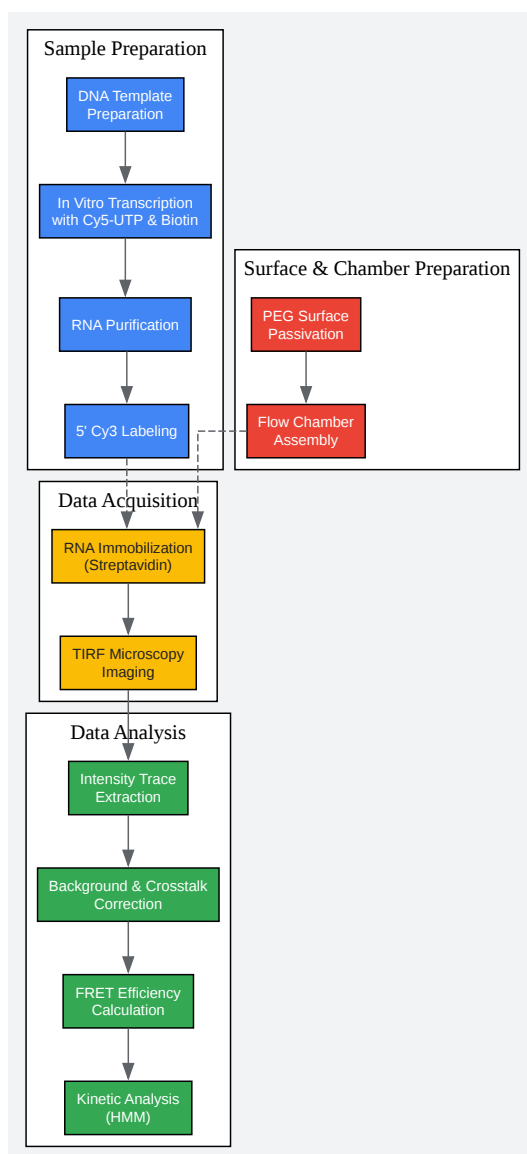 Sample Preparation
DNA Template
Preparation
In Vitro Transcription
with Cy5-UTP & Biotin
RNA Purification
5' Cy3 Labeling
Surface & Chamber Preparation
PEG Surface
Passivation
Flow Chamber
Assembly
Data Acquisition
RNA Immobilization
(Streptavidin)
TIRF Microscopy
Imaging
Data Analysis
Intensity Trace
Extraction
Background & Crosstalk
Correction
FRET Efficiency
Calculation
Kinetic Analysis
(HMM)